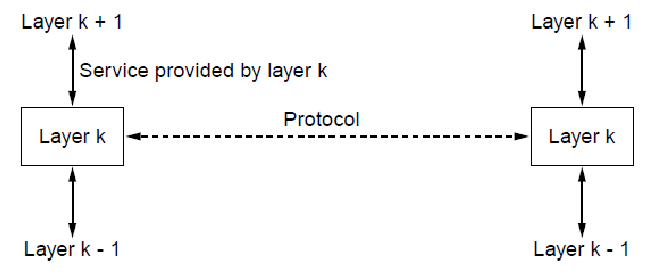 Layer k + 1
Layer k + 1
Service provided by layer k
Protocol
Layer k
Layer k
Layer k - 1
Layer k - 1